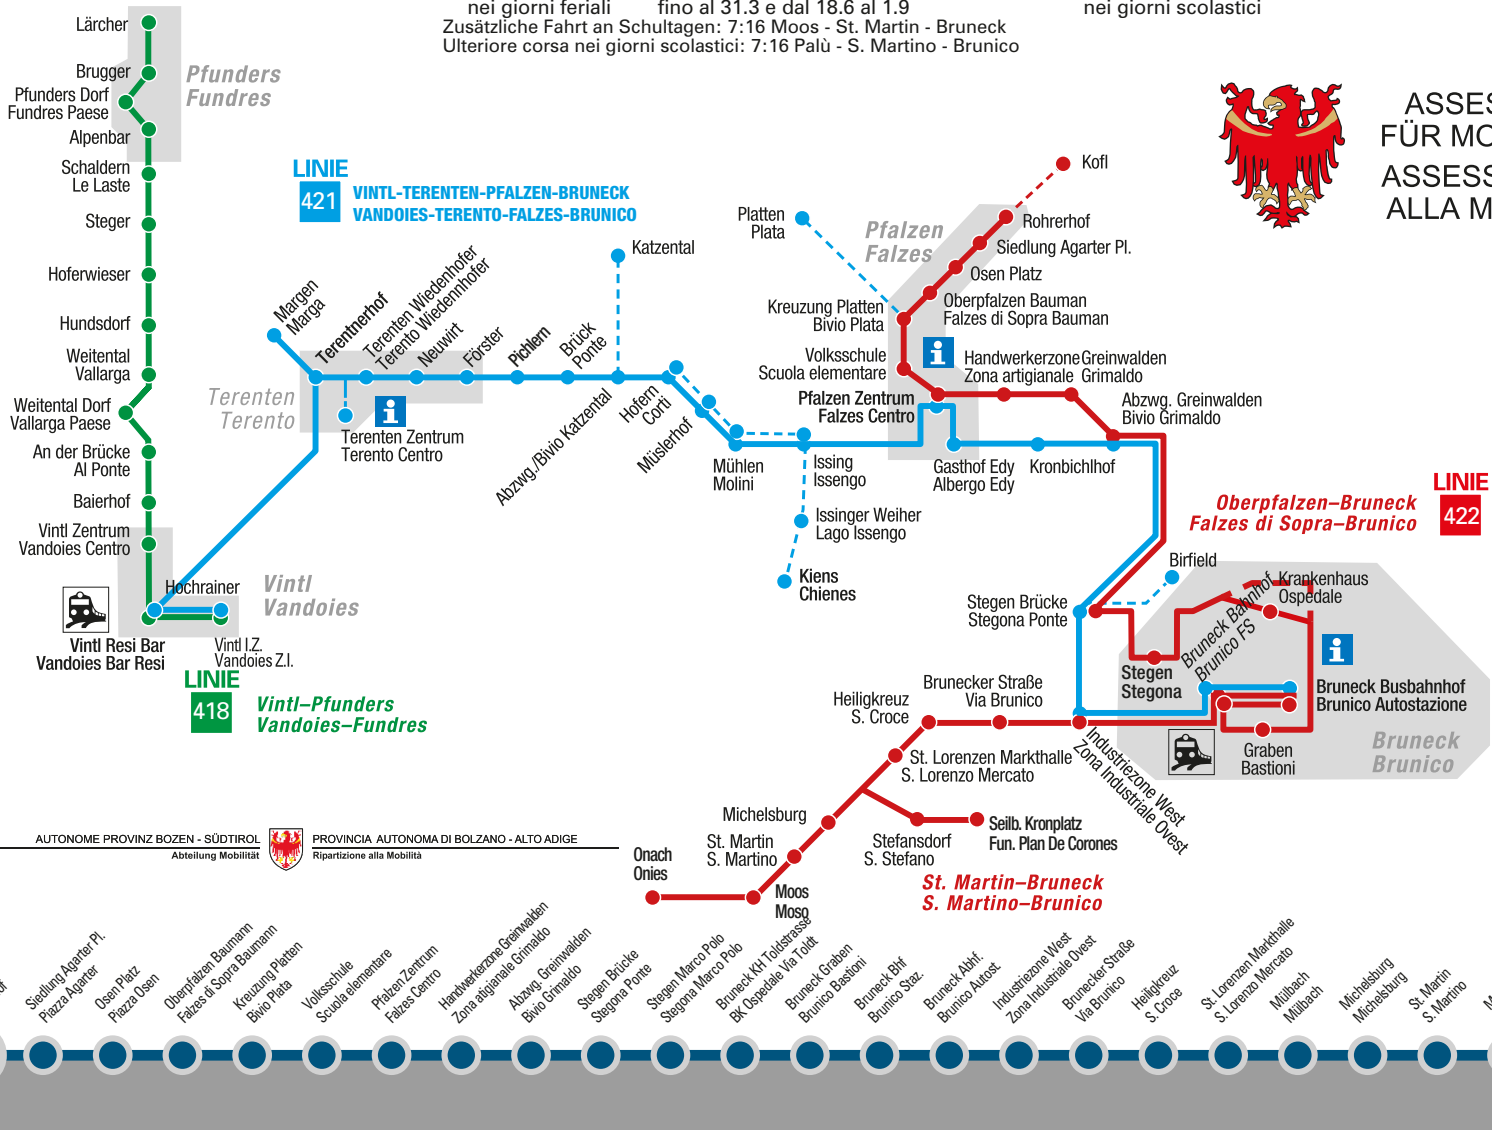 nei giorni feriali
fino al 31.3 e dal 18.6 al 1.9
nei giorni scolastici
Zusätzliche Fahrt an Schultagen: 7:16 Moos - St. Martin - Bruneck
Ulteriore corsa nei giorni scolastici: 7:16 Palù - S. Martino - Brunico
ASSES
FÜR MO
ASSESS
ALLA M
Lärcher
Brugger
Pfunders Dorf
Fundres Paese
Alpenbar
Pfunders
Fundres
Schaldern
Le Laste
Steger
Hoferwieser
Hundsdorf
Weitental
Vallarga
Weitental Dorf
Vallarga Paese
An der Brücke
Al Ponte
Baierhof
Vintl Zentrum
Vandoies Centro
Hochrainer
Vintl
Vandoies
Vintl Resi Bar
Vandoies Bar Resi
Vintl I.Z.
Vandoies Z.I.
LINIE
418
Vintl–Pfunders
Vandoies–Fundres
LINIE
421
VINTL-TERENTEN-PFALZEN-BRUNECK
VANDOIES-TERENTO-FALZES-BRUNICO
Margen
Marga
Terentnerhof
Terenten Wiedenhofer
Terento Wiedennhofer
Neuwirt
Förster
Pichlern
Brück
Ponte
Katzental
Terenten
Terento
Terenten Zentrum
Terento Centro
Abzwg./Bivio Katzental
Hofern
Corti
Müslerhof
Mühlen
Molini
Issing
Issengo
Issinger Weiher
Lago Issengo
Kiens
Chienes
Platten
Plata
Pfalzen
Falzes
Kofl
Rohrerhof
Siedlung Agarter Pl.
Osen Platz
Oberpfalzen Bauman
Falzes di Sopra Bauman
Kreuzung Platten
Bivio Plata
Volksschule
Scuola elementare
Handwerkerzone Greinwalden
Zona artigianale Grimaldo
Pfalzen Zentrum
Falzes Centro
Abzwg. Greinwalden
Bivio Grimaldo
Gasthof Edy
Albergo Edy
Kronbichlhof
LINIE
422
Oberpfalzen–Bruneck
Falzes di Sopra–Brunico
Birfield
Stegen Brücke
Stegona Ponte
Krankenhaus
Ospedale
Bruneck Bahnhof
Brunico FS
Stegen
Stegona
Bruneck Busbahnhof
Brunico Autostazione
Graben
Bastioni
Bruneck
Brunico
Brunecker Straße
Via Brunico
Heiligkreuz
S. Croce
Industriezone West
Zona Industriale Ovest
St. Lorenzen Markthalle
S. Lorenzo Mercato
Michelsburg
St. Martin
S. Martino
Stefansdorf
S. Stefano
Seilb. Kronplatz
Fun. Plan De Corones
Onach
Onies
Moos
Moso
St. Martin–Bruneck
S. Martino–Brunico
AUTONOME PROVINZ BOZEN - SÜDTIROL
Abteilung Mobilität
PROVINCIA AUTONOMA DI BOLZANO - ALTO ADIGE
Ripartizione alla Mobilità
Siedlung Agarter Pl.
Piazza Agarter
Osen Platz
Piazza Osen
Oberpfalzen Baumann
Falzes di Sopra Baumann
Kreuzung Platten
Bivio Plata
Volksschule
Scuola elementare
Pfalzen Zentrum
Falzes Centro
Handwerkerzone Greinwalden
Zona atigianale Grimaldo
Abzwg. Greinwalden
Bivio Grimaldo
Stegen Brücke
Stegona Ponte
Stegen Marco Polo
Stegona Marco Polo
Bruneck KH Toldstrasse
BK Ospedale Via Toldt
Bruneck Graben
Brunico Bastioni
Bruneck Bhf
Brunico Staz.
Bruneck Abhf.
Brunico Autost.
Industriezone West
Zona Industriale Ovest
Brunecker Straße
Via Brunico
Heiligkreuz
S. Croce
St. Lorenzen Markthalle
S. Lorenzo Mercato
Mülbach
Mülbach
Michelsburg
Michelsburg
St. Martin
S. Martino